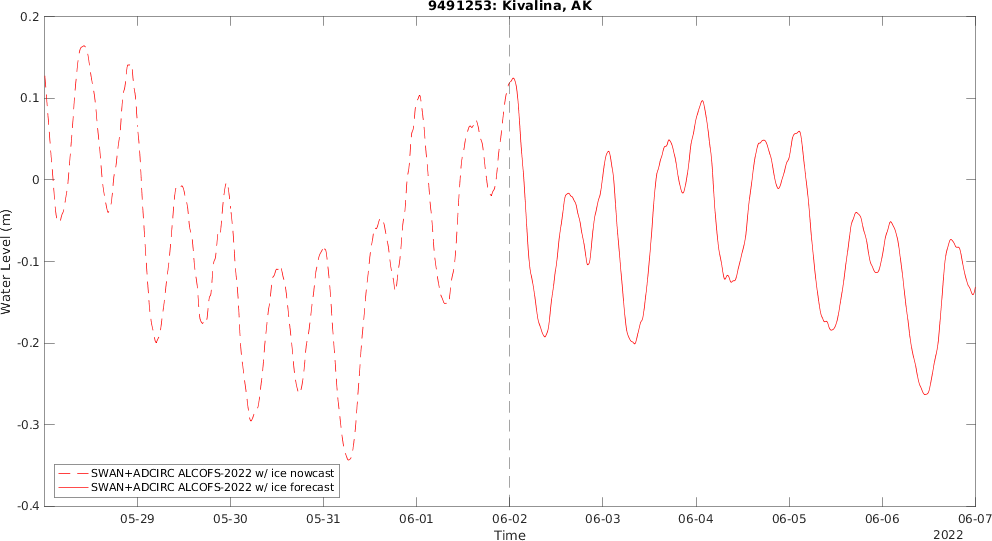 9491253: Kivalina, AK
0.2
0.1
0
-0.1
-0.2
-0.3
-0.4
Water Level (m)
SWAN+ADCIRC ALCOFS-2022 w/ ice nowcast
SWAN+ADCIRC ALCOFS-2022 w/ ice forecast
05-29 05-30 05-31 06-01 06-02 06-03 06-04 06-05 06-06 06-07
Time
2022